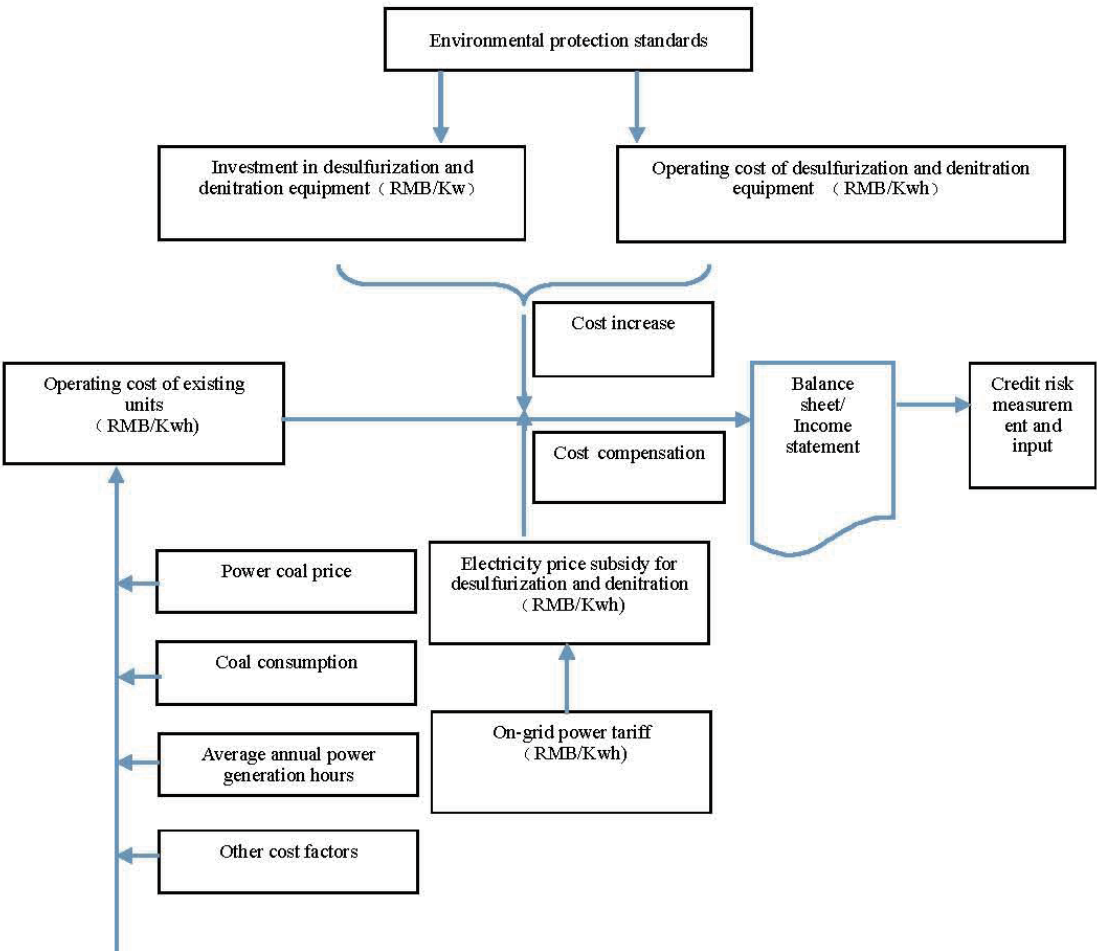 Environmental protection standards
Investment in desulfurization and
denitration equipment（RMB/Kw）
Operating cost of desulfurization and denitration
equipment （RMB/Kwh）
Cost increase
Operating cost of existing
units
（RMB/Kwh)
Balance
sheet/
Income
statement
Credit risk
measurem
ent and
input
Cost compensation
Power coal price
Electricity price subsidy for
desulfurization and denitration
（RMB/Kwh)
Coal consumption
On-grid power tariff
（RMB/Kwh)
Average annual power
generation hours
Other cost factors